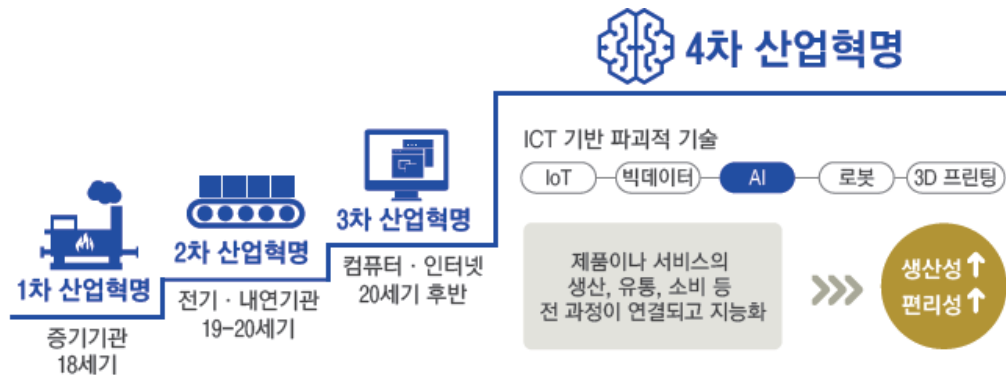 4차 산업혁명
ICT 기반 파괴적 기술
IoT
빅데이터
AI
로봇
3D 프린팅
3차 산업혁명
컴퓨터 · 인터넷
20세기 후반
2차 산업혁명
전기 · 내연기관
19-20세기
1차 산업혁명
증기기관
18세기
제품이나 서비스의
생산, 유통, 소비 등
전 과정이 연결되고 지능화
생산성↑
편리성↑